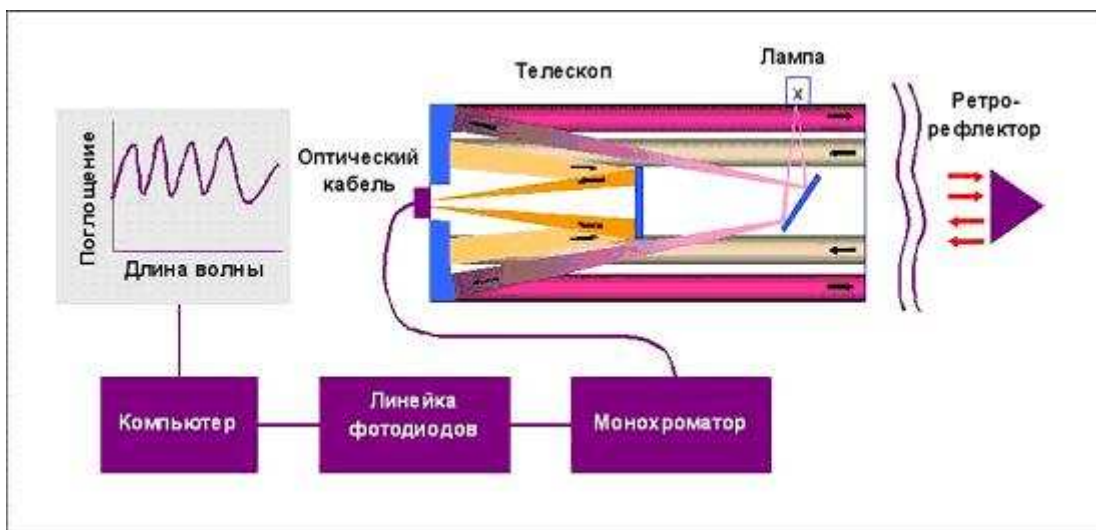 Лампа
Телескоп
Ретро-
рефлектор
x
Оптический
кабель
Поглощение
Длина волны
Компьютер
Линейка
фотодиодов
Монохроматор